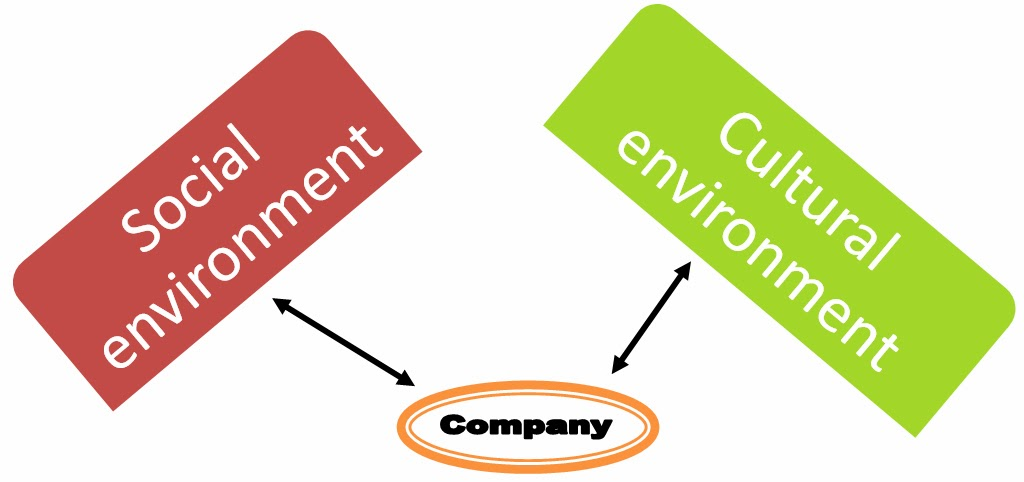 Social
environment
Cultural
environment
Company